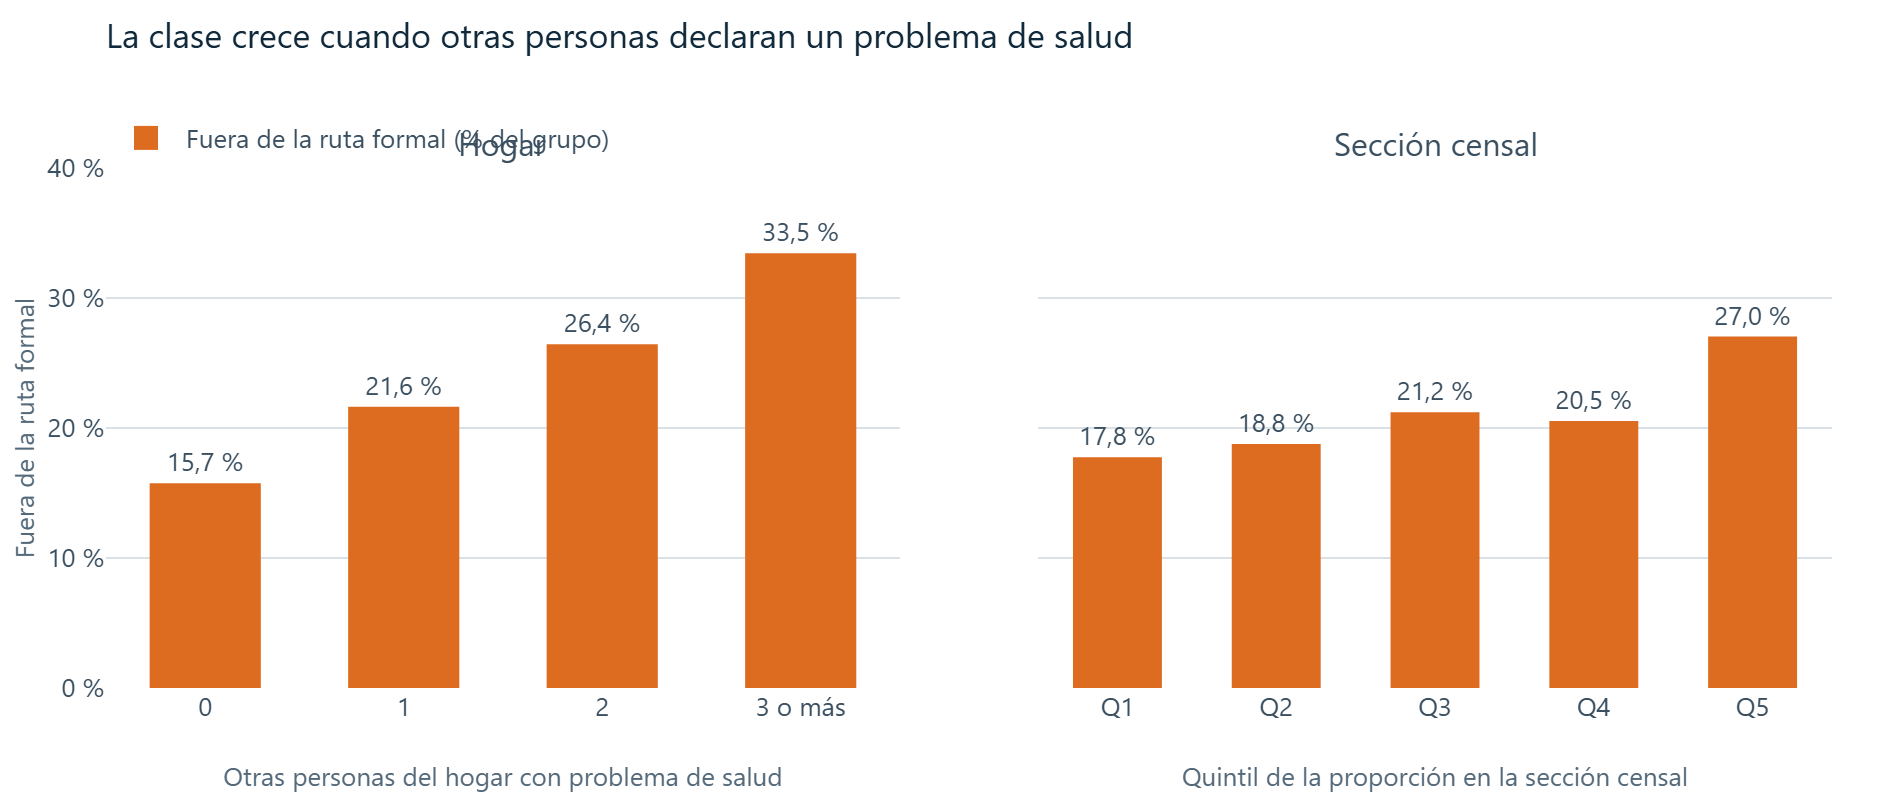 La clase crece cuando otras personas declaran un problema de salud
Fuera de la ruta formal (% del grupo)
Hogar
Sección censal
Fuera de la ruta formal
40 %
30 %
20 %
10 %
0 %
15,7 %
21,6 %
26,4 %
33,5 %
17,8 %
18,8 %
21,2 %
20,5 %
27,0 %
0
1
2
3 o más
Q1
Q2
Q3
Q4
Q5
Otras personas del hogar con problema de salud
Quintil de la proporción en la sección censal